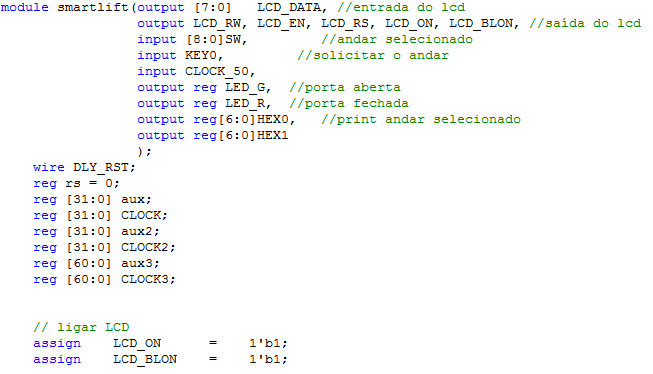 module smartlift(output [7:0] LCD_DATA, //entrada do lcd
output LCD_RW, LCD_EN, LCD_RS, LCD_ON, LCD_BLON, //saída do lcd
input [8:0]SW, //andar selecionado
input KEY0, //solicitar o andar
input CLOCK_50,
output reg LED_G, //porta aberta
output reg LED_R, //porta fechada
output reg[6:0]HEX0, //print andar selecionado
output reg[6:0]HEX1
);
wire DLY_RST;
reg rs = 0;
reg [31:0] aux;
reg [31:0] CLOCK;
reg [31:0] aux2;
reg [31:0] CLOCK2;
reg [60:0] aux3;
reg [60:0] CLOCK3;
// ligar LCD
assign LCD_ON = 1'b1;
assign LCD_BLON = 1'b1;